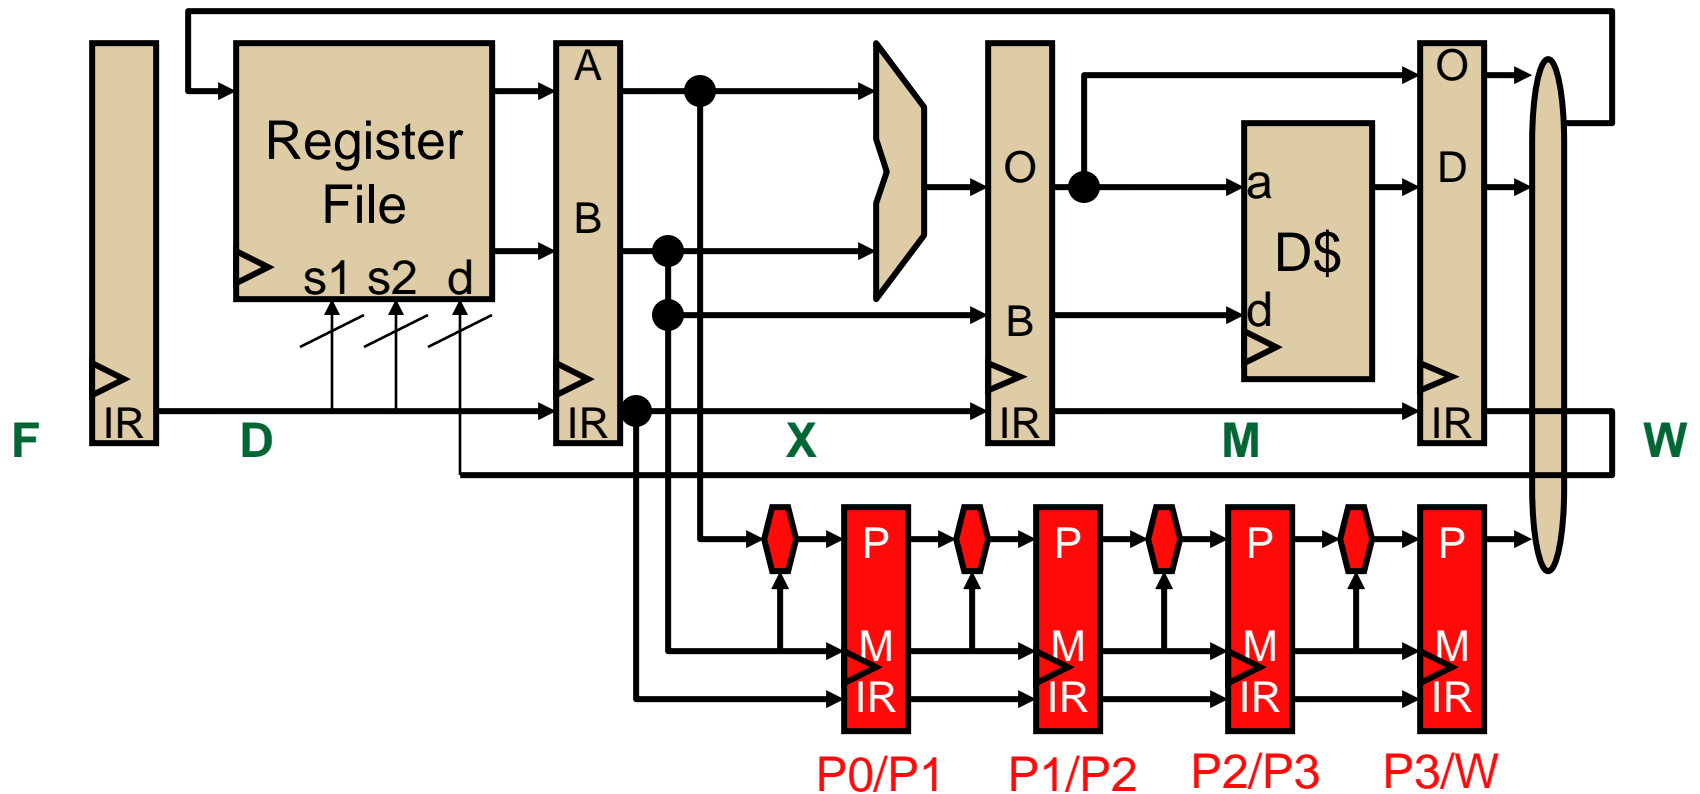 A
O
Register
File
O
D
a
B
D$
s1 s2 d
B
d
IR
IR
IR
IR
F
D
X
M
W
P
P
P
P
M
M
M
M
IR
IR
IR
IR
P0/P1
P1/P2
P2/P3
P3/W